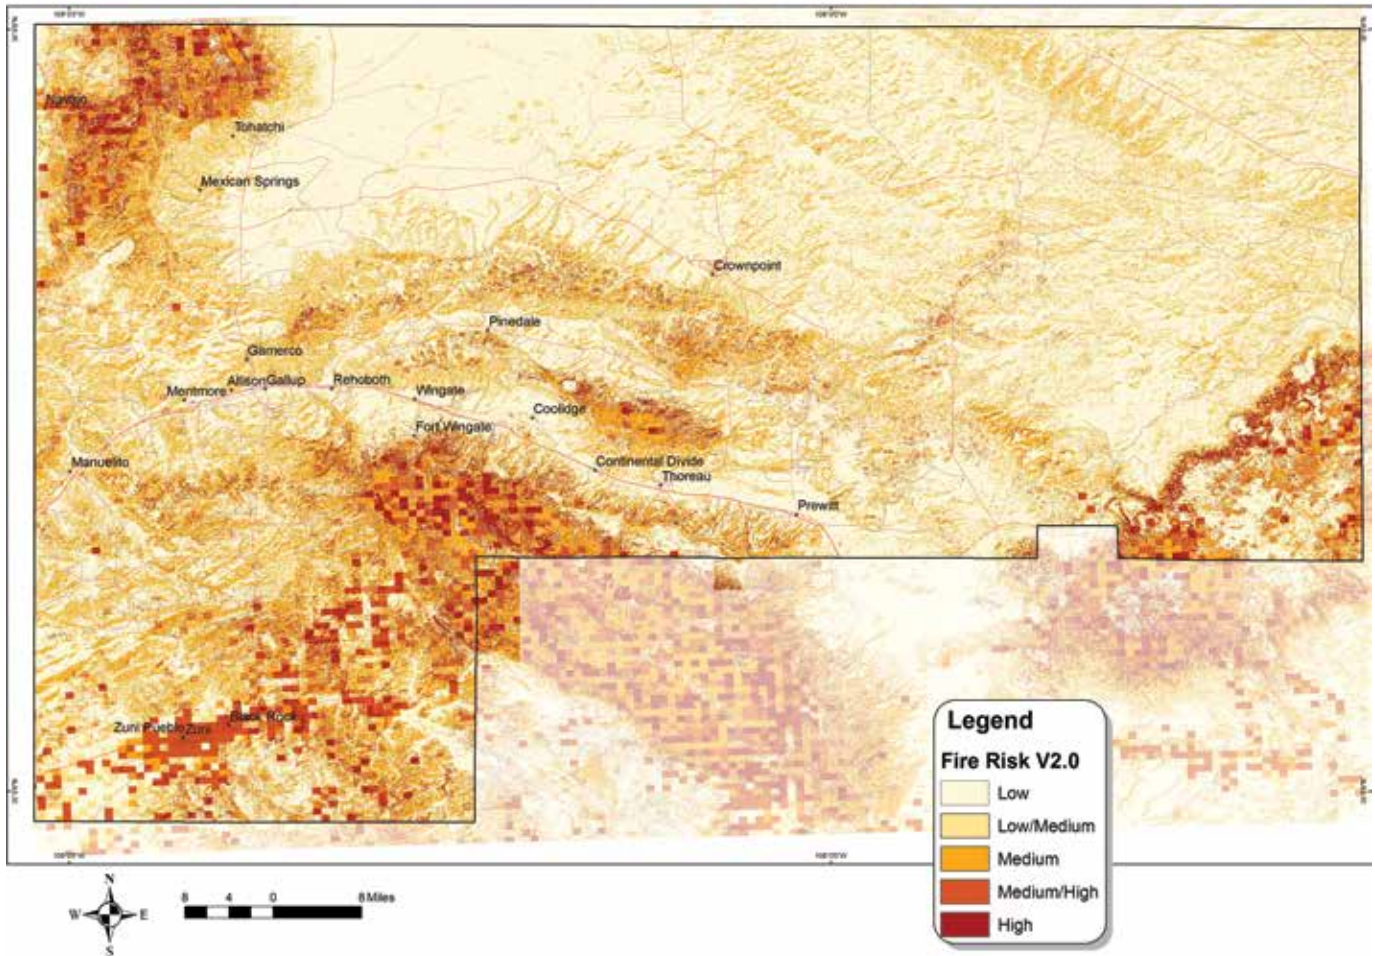 Tohatchi
Mexican Springs
Crownpoint
Pinedale
Gamerco
Allison Gallup
Rehoboth
Mentmore
Wingate
Coolidge
Fort Wingate
Manuelito
Continental Divide
Thoreau
Prewitt
Zuni Pueblo Zuni
Black Rock
Legend
Fire Risk V2.0
Low
Low/Medium
Medium
Medium/High
High
N
W
E
S
8 4 0 8 Miles